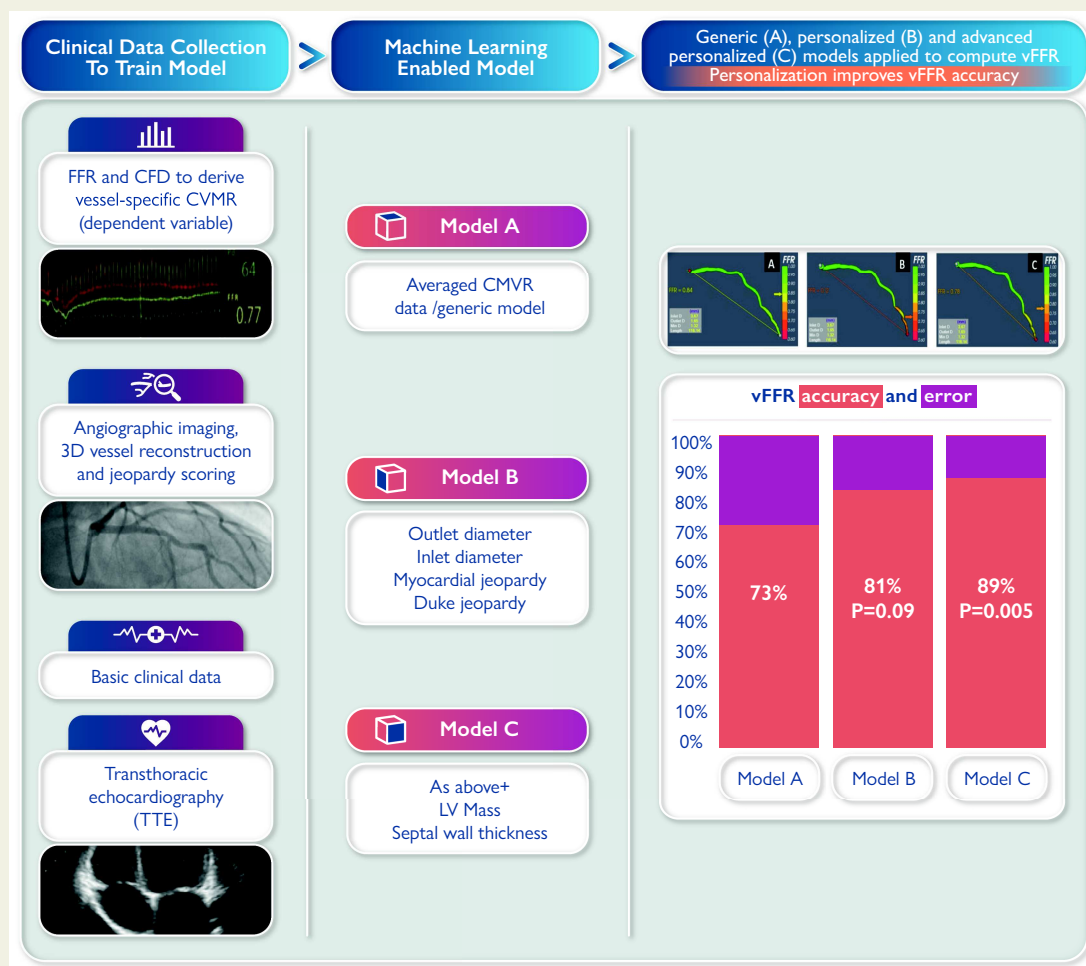 Clinical Data Collection
To Train Model
Machine Learning
Enabled Model
Generic (A), personalized (B) and advanced
personalized (C) models applied to compute vFFR
Personalization improves vFFR accuracy
FFR and CFD to derive
vessel-specific CVMR
(dependent variable)
64
FFR
0.77
Angiographic imaging,
3D vessel reconstruction
and jeopardy scoring
Basic clinical data
Transthoracic
echocardiography
(TTE)
Model A
Averaged CMVR
data /generic model
Model B
Outlet diameter
Inlet diameter
Myocardial jeopardy
Duke jeopardy
Model C
As above+
LV Mass
Septal wall thickness
A
FFR
FFR = 0.84
B
FFR
C
FFR
FFR = 0.78
vFFR accuracy and error
100%
90%
80%
70%
60%
50%
40%
30%
20%
10%
0%
73%
81%
P=0.09
89%
P=0.005
Model A
Model B
Model C